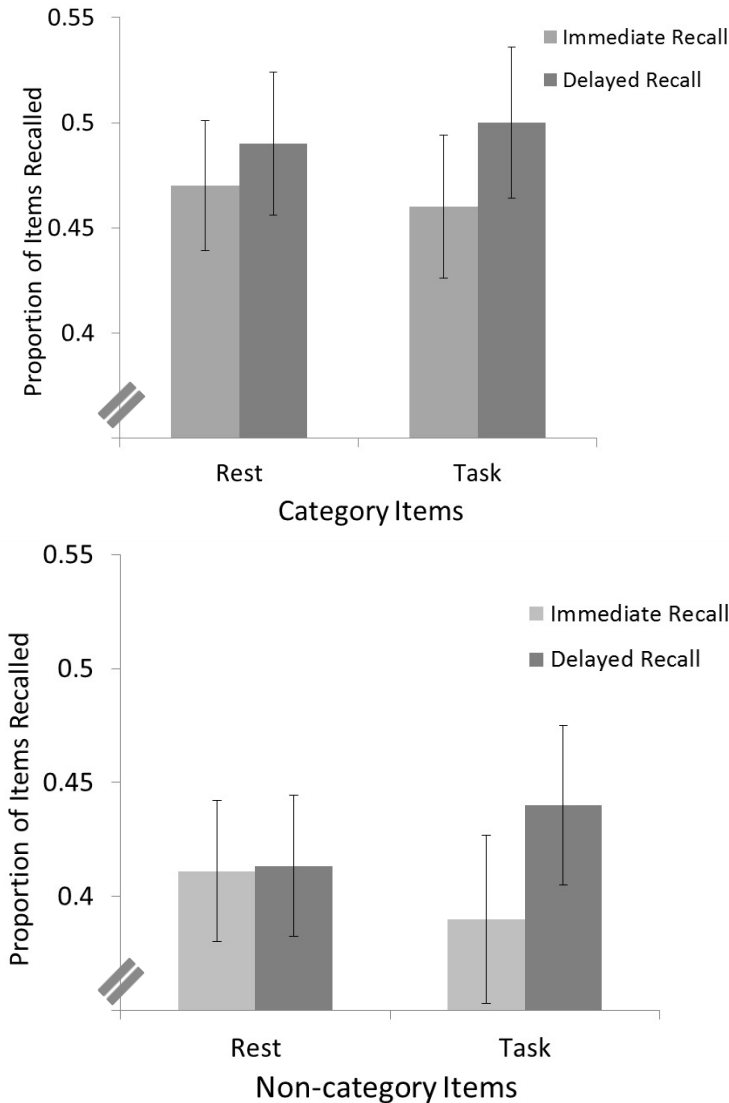 0.55
Immediate Recall
Delayed Recall
0.5
0.45
0.4
Proportion of Items Recalled
Rest Task
Category Items
0.55
Immediate Recall
Delayed Recall
0.5
0.45
0.4
Proportion of Items Recalled
Rest Task
Non-category Items